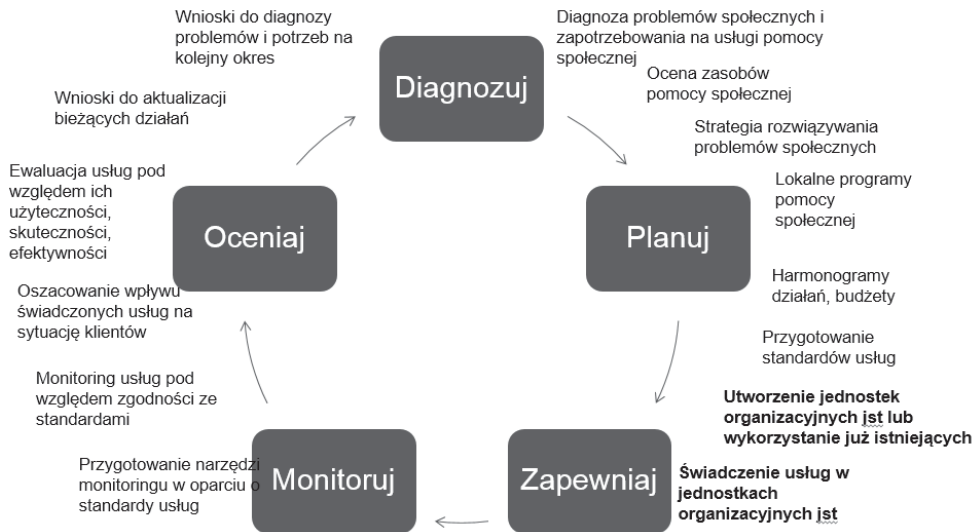 Diagnozuj
Diagnoza problemów społecznych i
zapotrzebowania na usługi pomocy
społecznej
Ocena zasobów
pomocy społecznej
Strategia rozwiązywania
problemów społecznych
Planuj
Lokalne programy
pomocy
społecznej
Harmonogramy
działań, budżety
Przygotowanie
standardów usług
Utworzenie jednostek
organizacyjnych jst lub
wykorzystanie już istniejących
Zapewniaj
Świadczenie usług w
jednostkach
organizacyjnych jst
Monitoruj
Przygotowanie narzędzi
monitoringu w oparciu o
standardy usług
Monitoring usług pod
względem zgodności ze
standardami
Oszacowanie wpływu
świadczonych usług na
sytuację klientów
Oceniaj
Ewaluacja usług pod
względem ich
użyteczności,
skuteczności,
efektywności
Wnioski do aktualizacji
bieżących działań
Wnioski do diagnozy
problemów i potrzeb na
kolejny okres